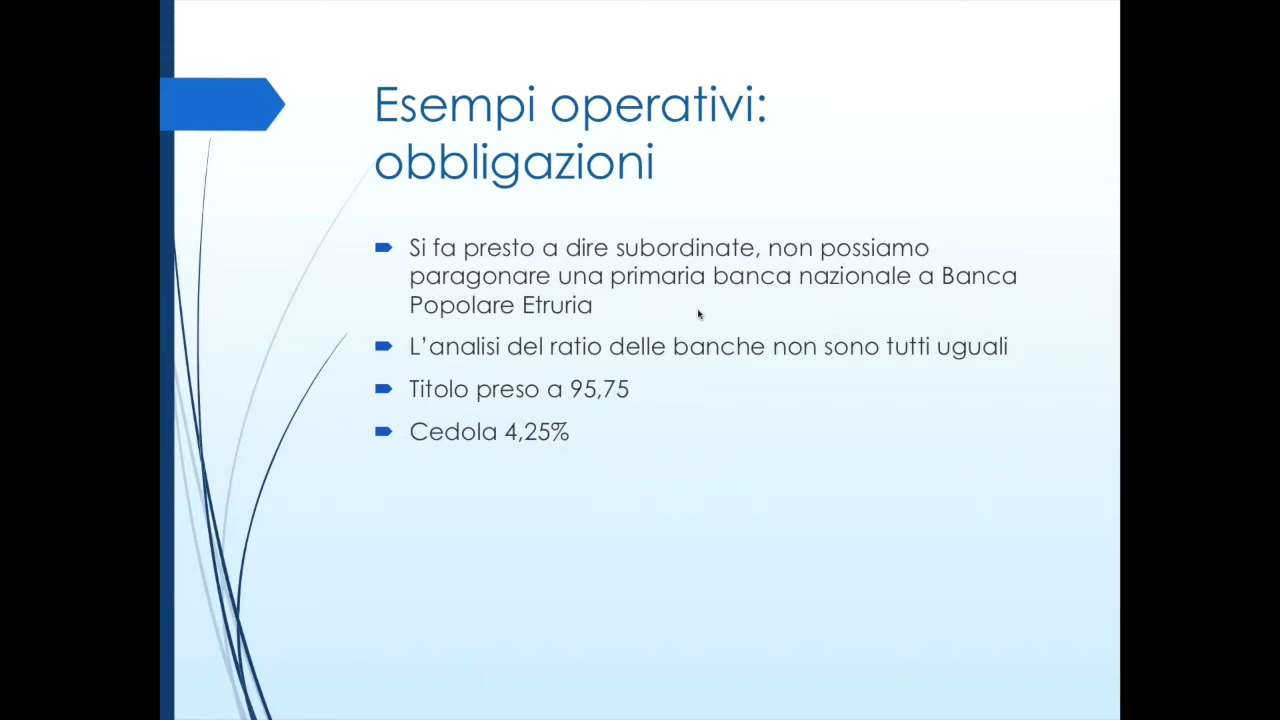 Esempi operativi:
obbligazioni
Si fa presto a dire subordinate, non possiamo
paragonare una primaria banca nazionale a Banca
Popolare Etruria
L’analisi del ratio delle banche non sono tutti uguali
Titolo preso a 95,75
Cedola 4,25%